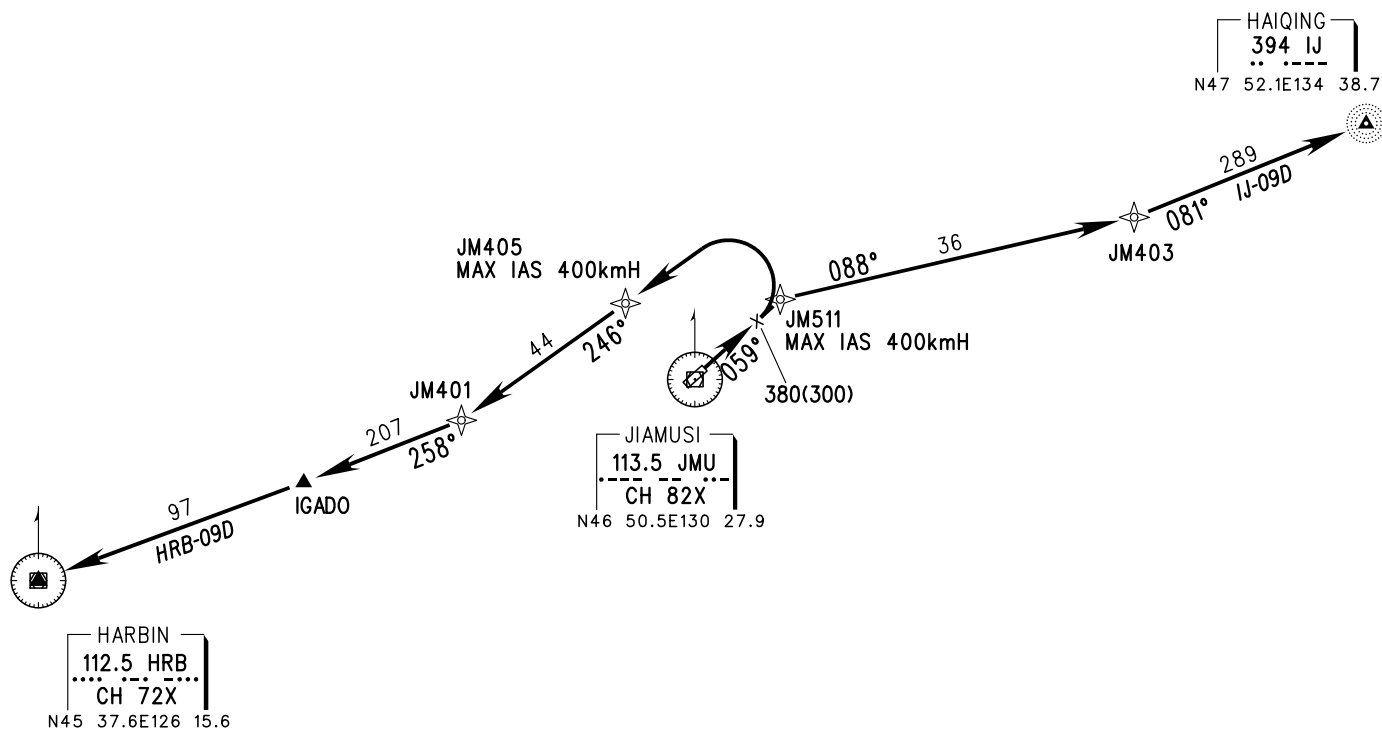 HAIQING
394 IJ
N47 52.1E134 38.7
289
IJ-09D
081°
JM403
36
088°
JM405
MAX IAS 400kmH
JM511
MAX IAS 400kmH
059°
380(300)
246°
44
JM401
207
258°
IGADO
97
HRB-09D
JIAMUSI
113.5 JMU
CH 82X
N46 50.5E130 27.9
HARBIN
112.5 HRB
CH 72X
N45 37.6E126 15.6